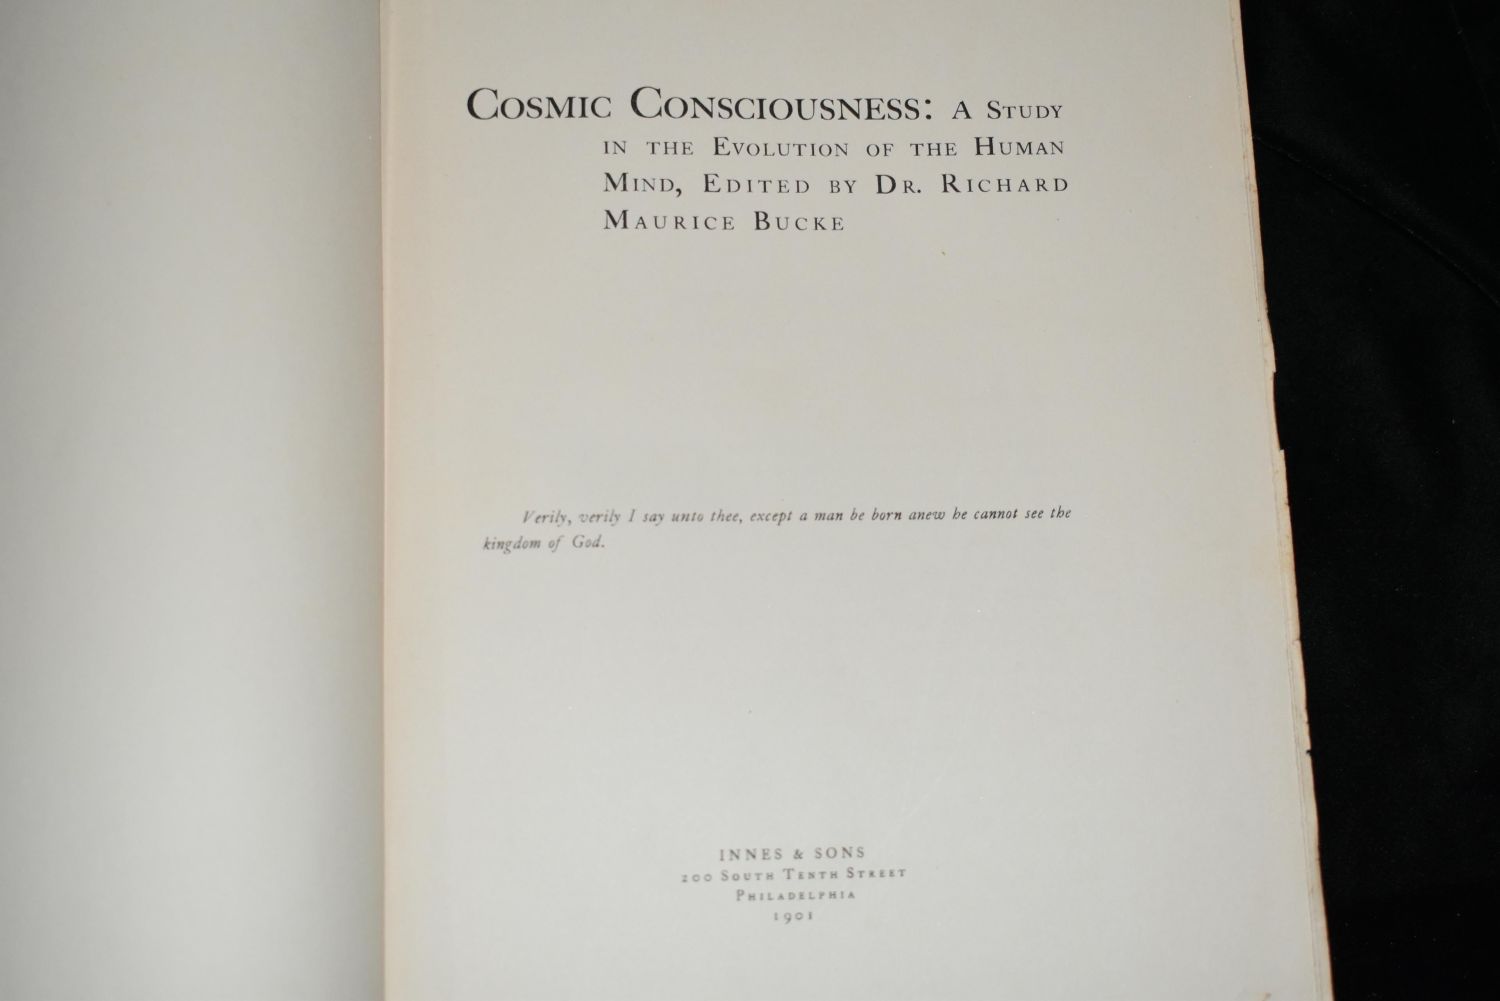 Cosmic Consciousness: A Study
in the Evolution of the Human
Mind, Edited by Dr. Richard
Maurice Bucke
Verily, verily I say unto thee, except a man be born anew he cannot see the
kingdom of God.
INNES & SONS
200 South Tenth Street
Philadelphia
1901